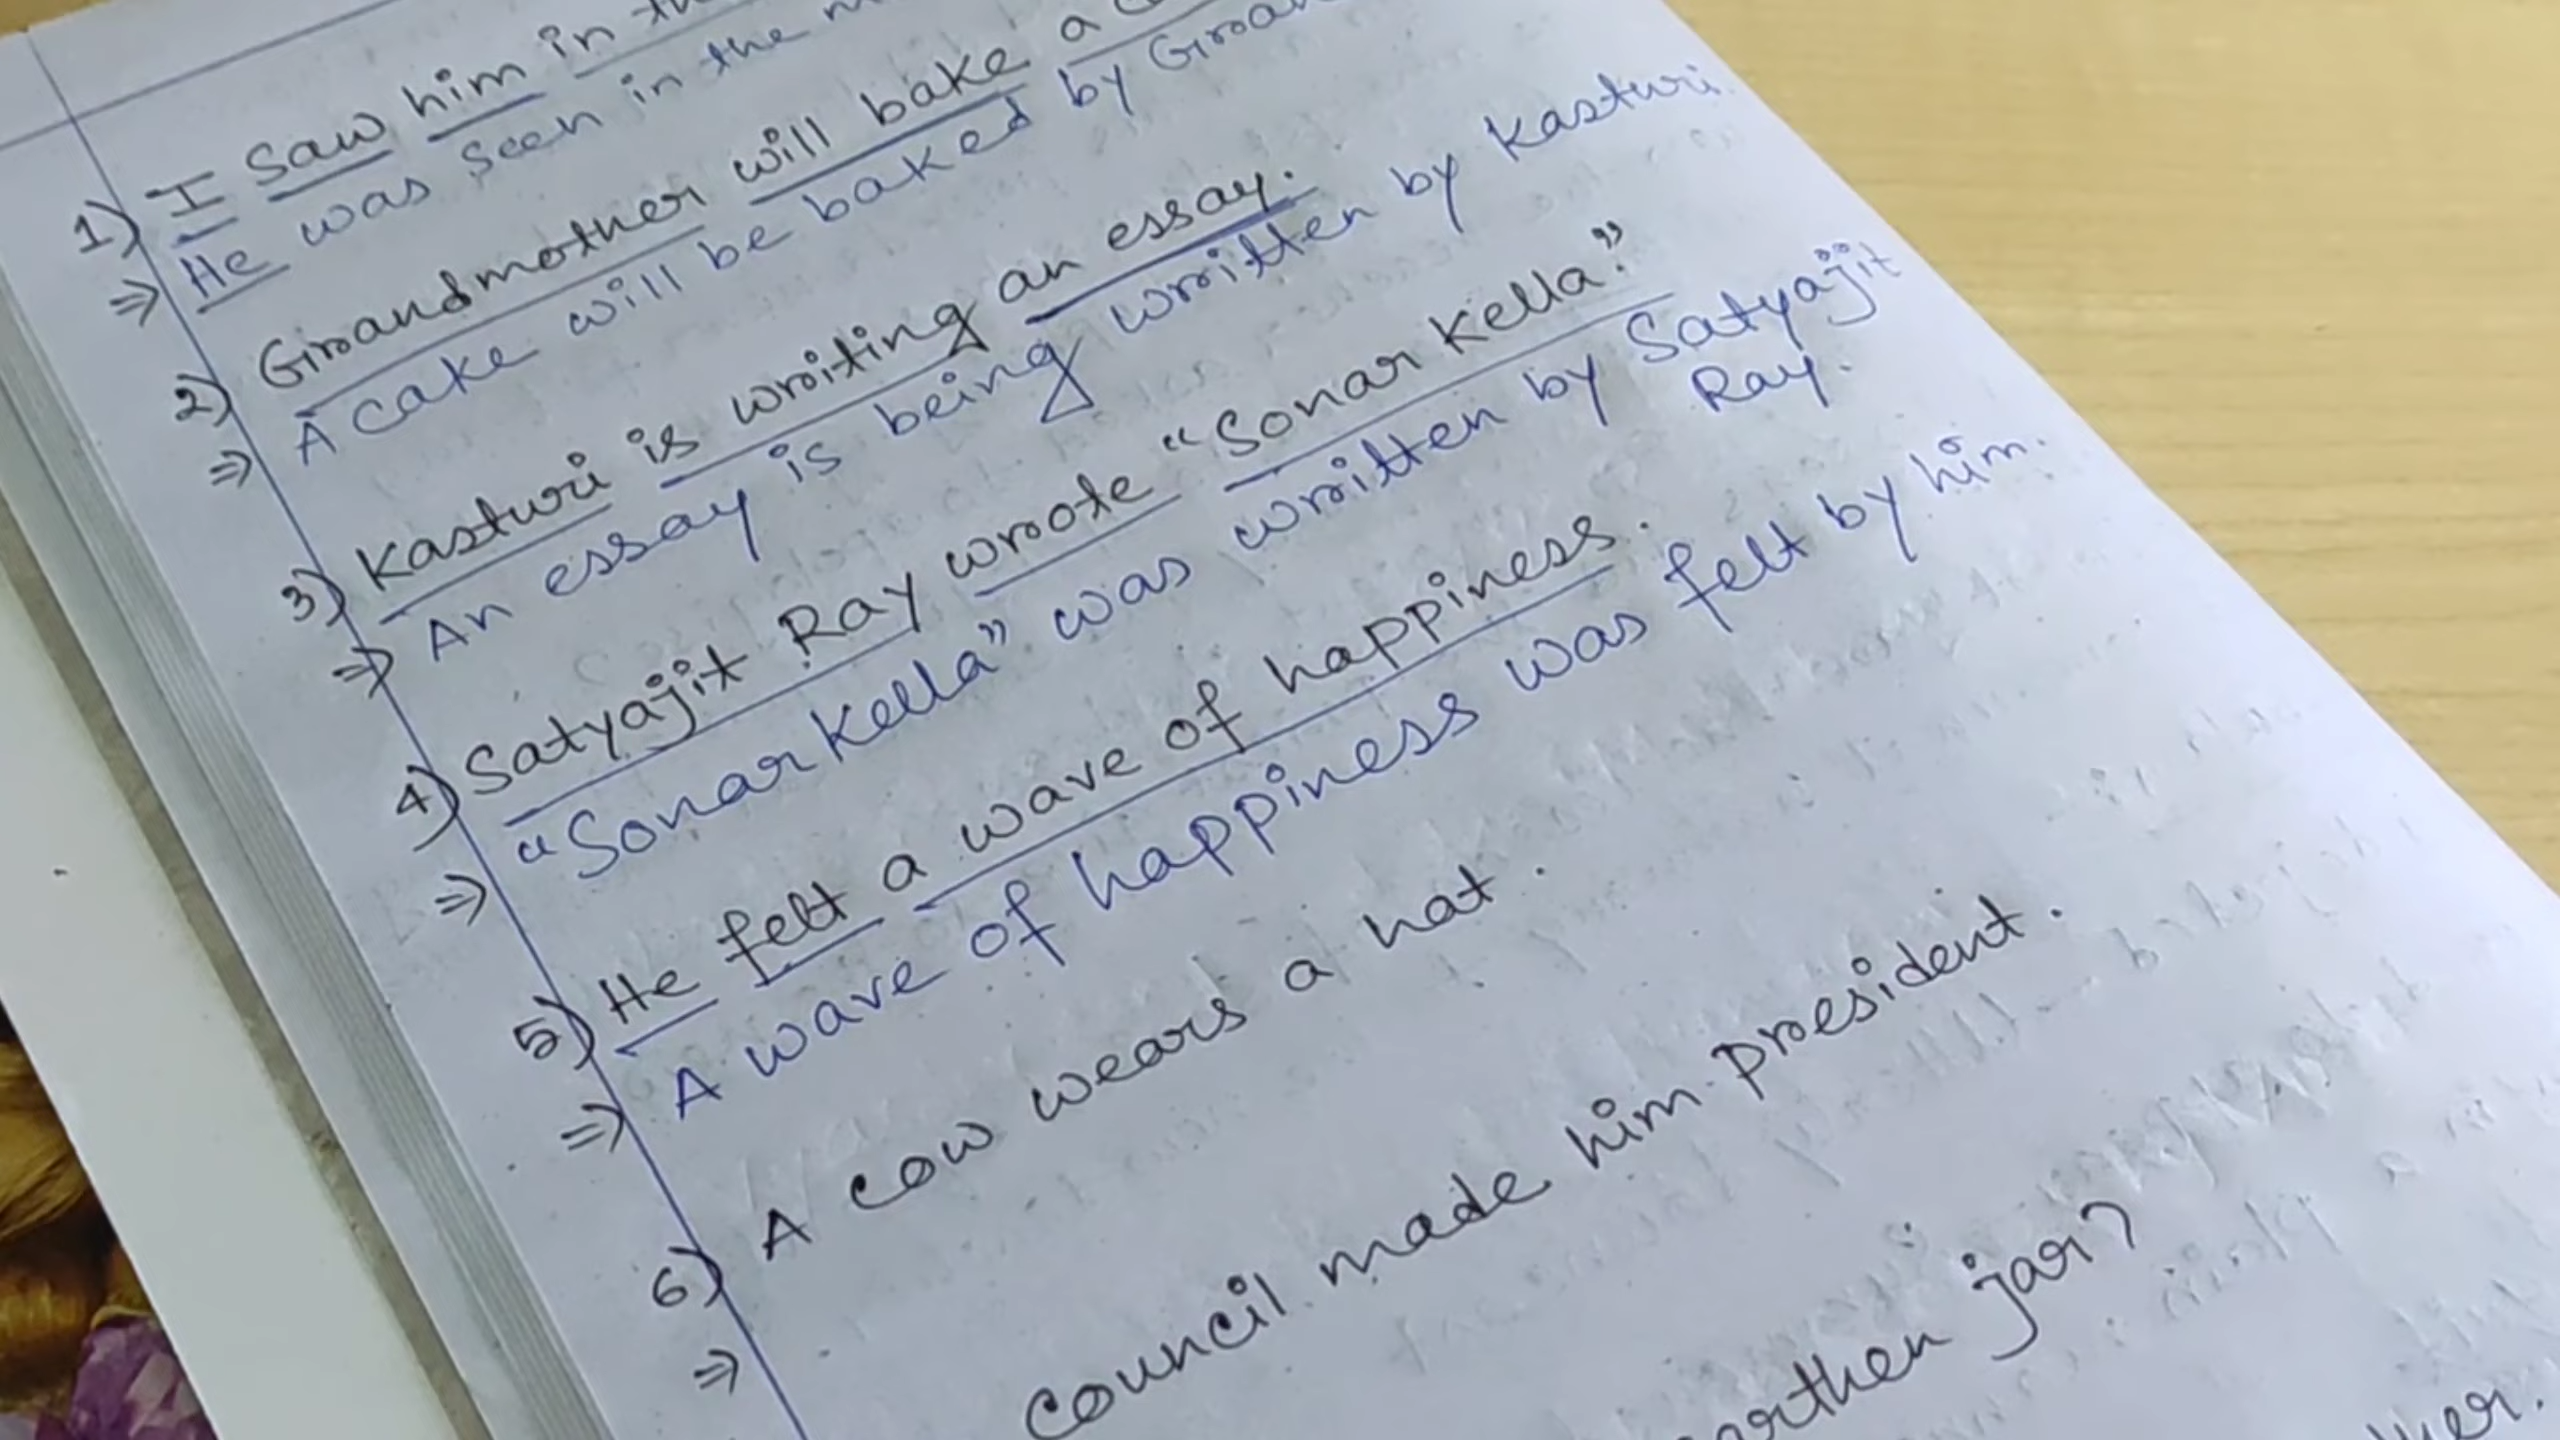 1) I saw him in
⇒ He was seen in the
2) Grandmother will bake a
⇒ A cake will be baked by
3) Kasturi is writing an essay.
⇒ An essay is being written by Kasturi.
4) Satyajit Ray wrote "Sonar Kella."
⇒ "Sonar Kella" was written by Satyajit
Ray.
5) He felt a wave of happiness.
⇒ A wave of happiness was felt by him.
6) A cow wears a hat.
⇒
council made him president.
jar?